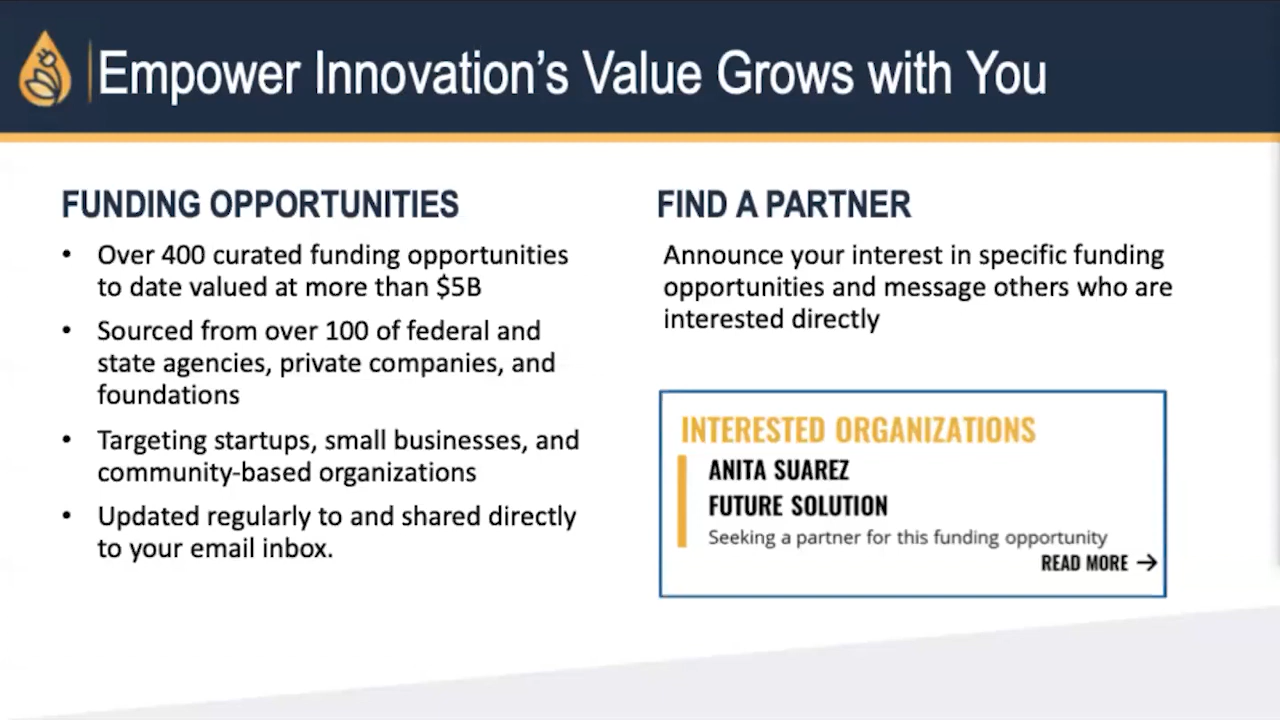 Empower Innovation's Value Grows with You
FUNDING OPPORTUNITIES
• Over 400 curated funding opportunities
to date valued at more than $5B
• Sourced from over 100 of federal and
state agencies, private companies, and
foundations
• Targeting startups, small businesses, and
community-based organizations
• Updated regularly to and shared directly
to your email inbox.
FIND A PARTNER
Announce your interest in specific funding
opportunities and message others who are
interested directly
INTERESTED ORGANIZATIONS
ANITA SUAREZ
FUTURE SOLUTION
Seeking a partner for this funding opportunity
READ MORE →